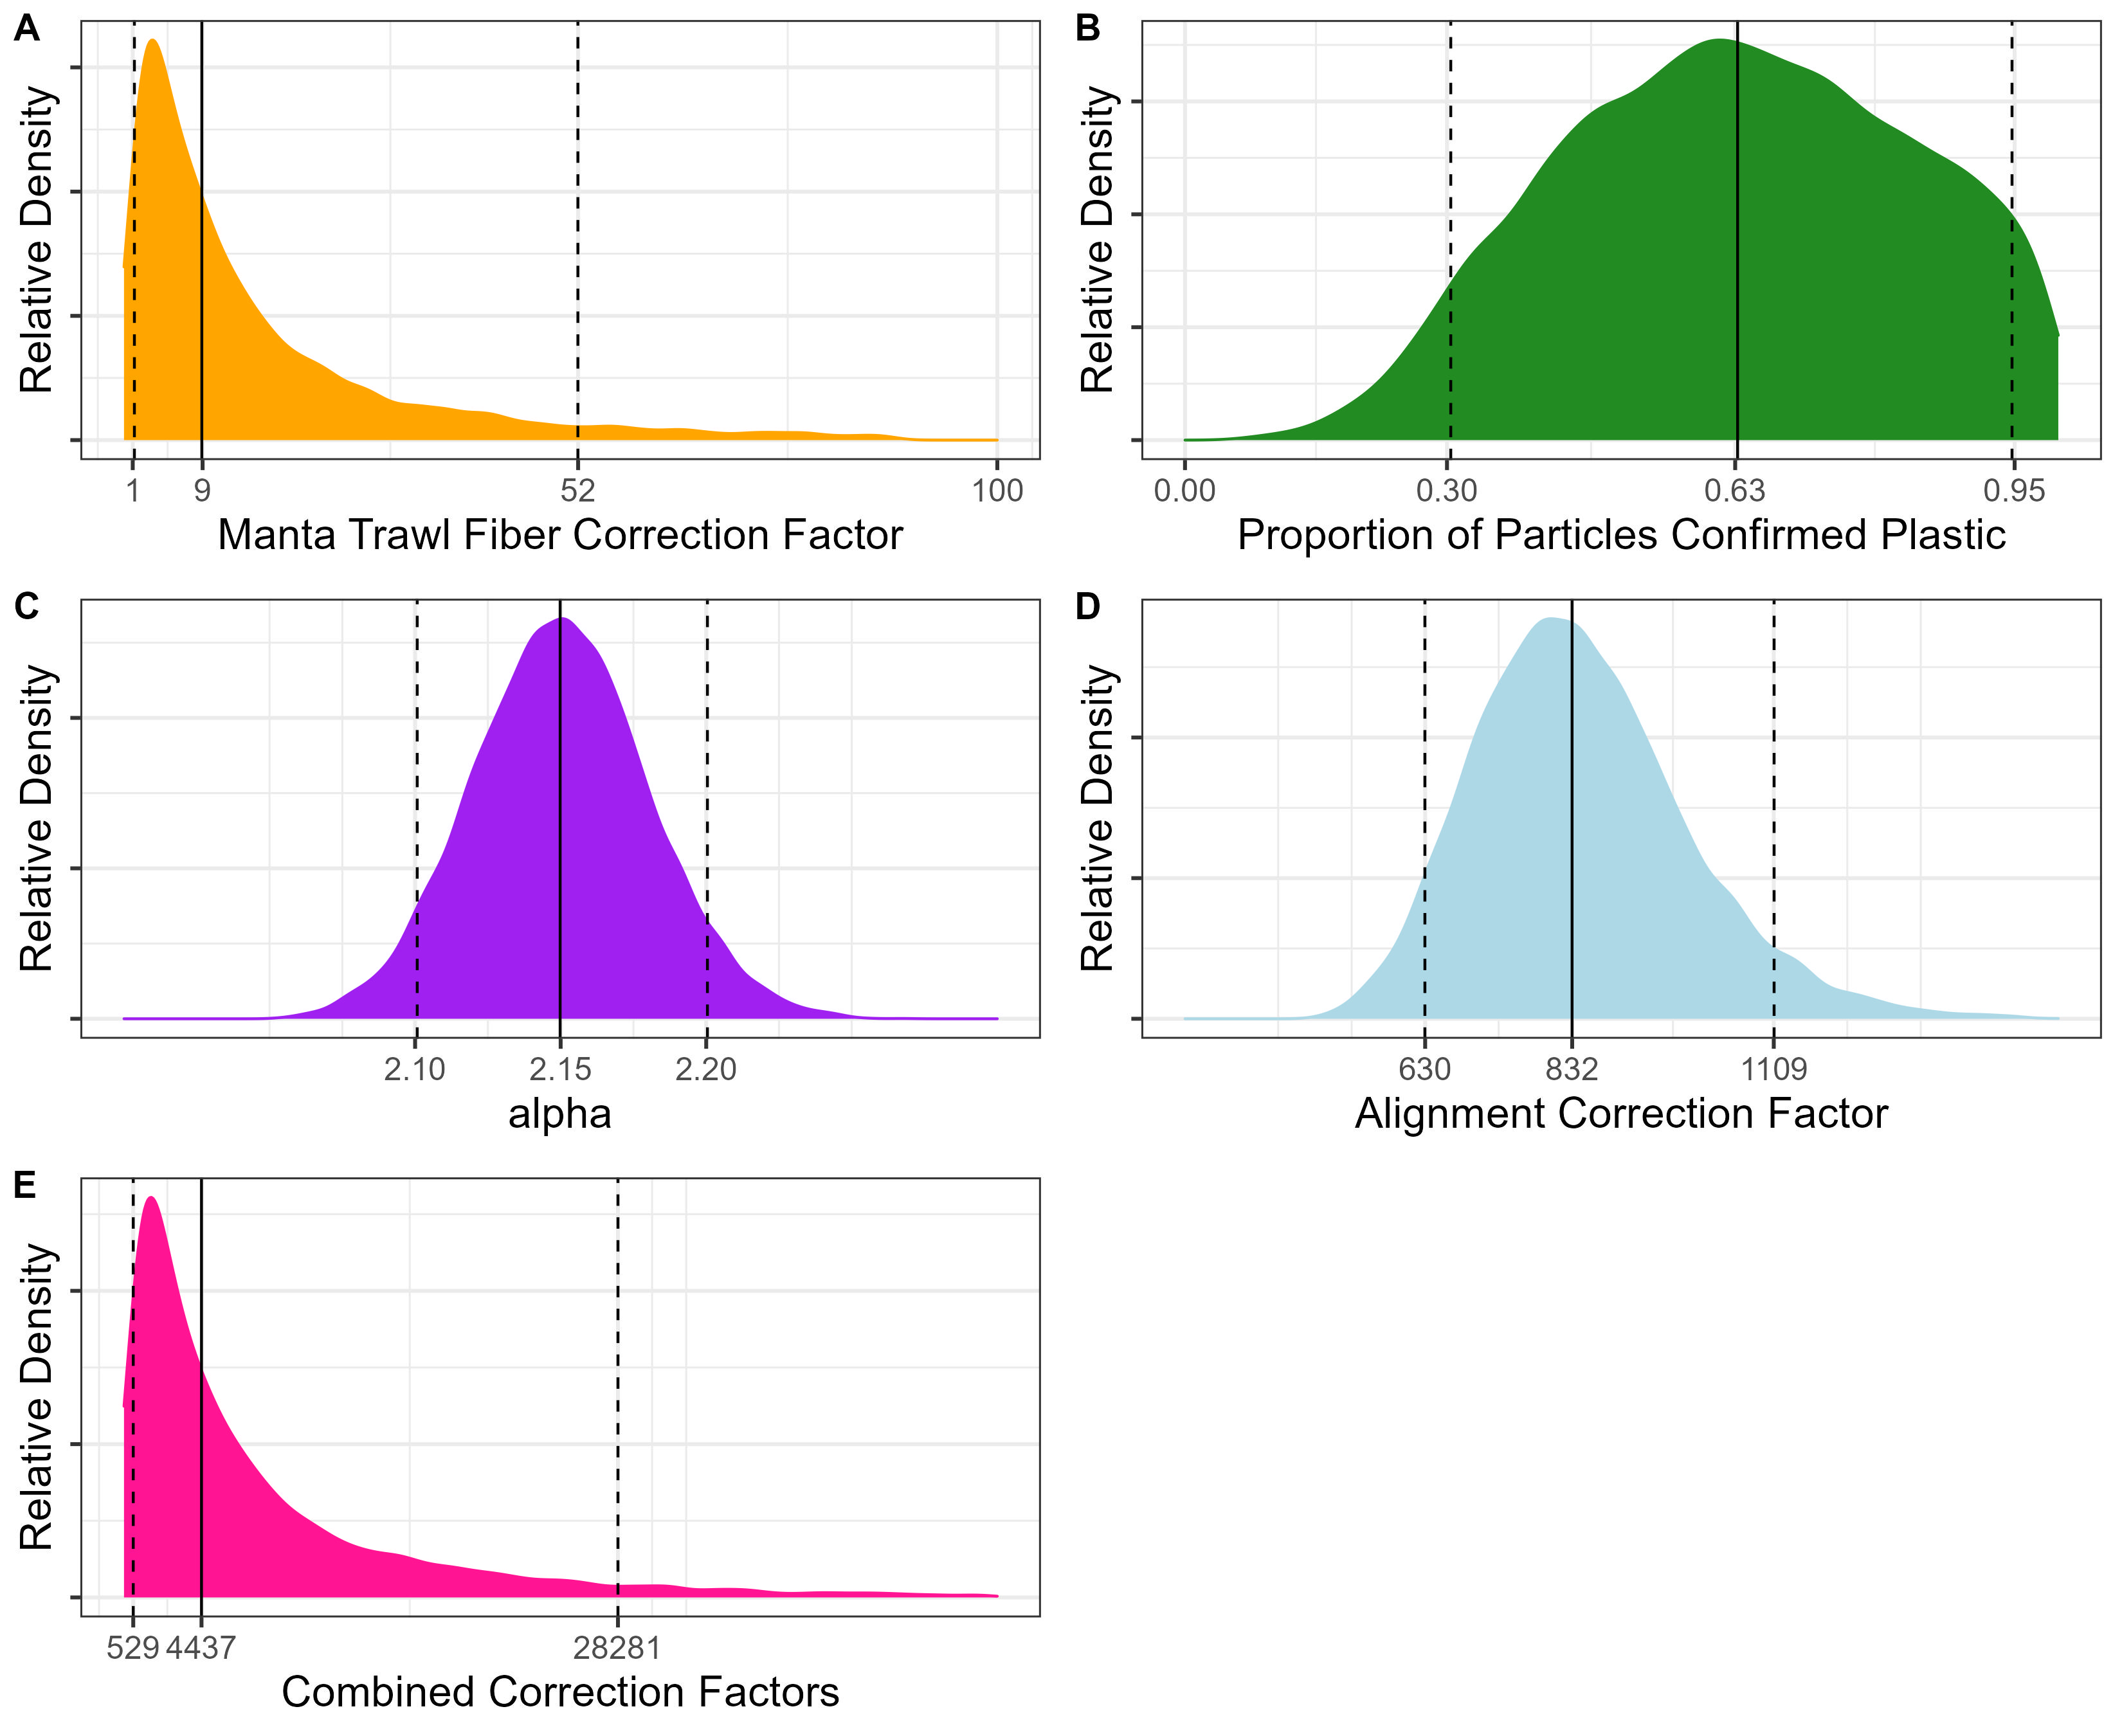 A
Relative Density
1 9 52 100
Manta Trawl Fiber Correction Factor
B
Relative Density
0.00 0.30 0.63 0.95
Proportion of Particles Confirmed Plastic
C
Relative Density
2.10 2.15 2.20
alpha
D
Relative Density
630 832 1109
Alignment Correction Factor
E
Relative Density
529 4437 28281
Combined Correction Factors